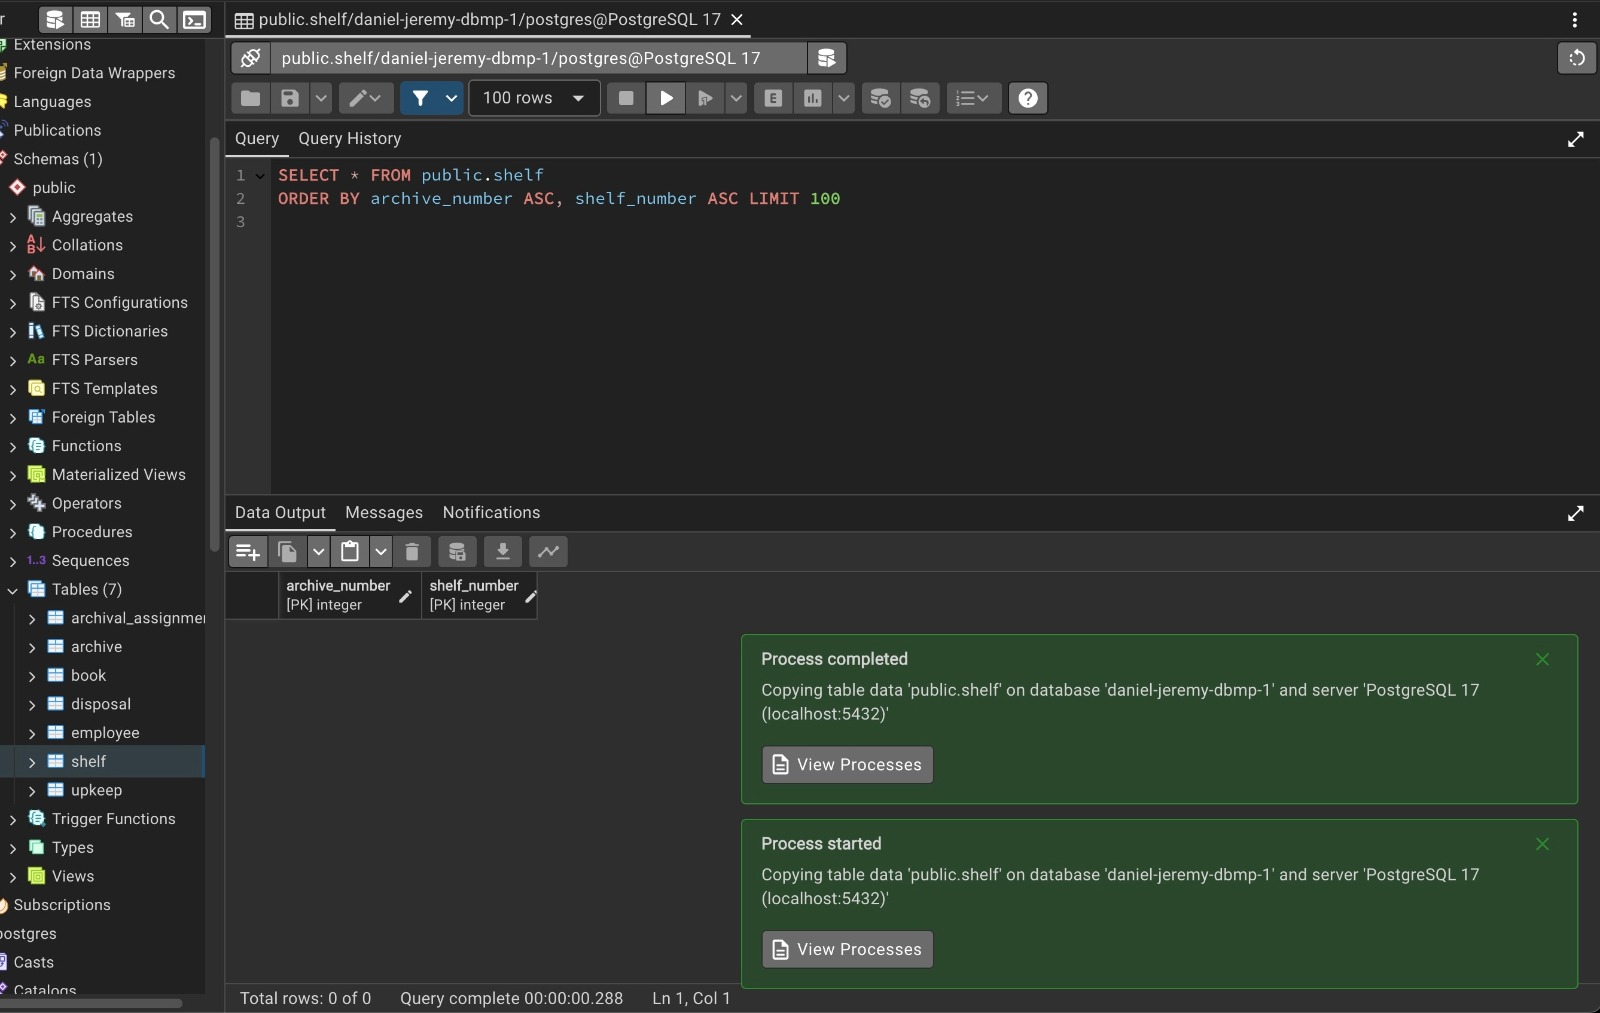 public.shelf/daniel-jeremy-dbmp-1/postgres@PostgreSQL 17
public.shelf/daniel-jeremy-dbmp-1/postgres@PostgreSQL 17
100 rows
Query Query History
1 SELECT * FROM public.shelf
2 ORDER BY archive_number ASC, shelf_number ASC LIMIT 100
3
Extensions
Foreign Data Wrappers
Languages
Publications
Schemas (1)
public
Aggregates
Collations
Domains
FTS Configurations
FTS Dictionaries
Aa FTS Parsers
FTS Templates
Foreign Tables
Functions
Materialized Views
Operators
Procedures
1..3 Sequences
Tables (7)
archival_assignme
archive
book
disposal
employee
shelf
upkeep
Trigger Functions
Types
Views
Subscriptions
postgres
Casts
Catalogs
Data Output Messages Notifications
archive_number
[PK] integer
shelf_number
[PK] integer
Process completed
Copying table data 'public.shelf' on database 'daniel-jeremy-dbmp-1' and server 'PostgreSQL 17
(localhost:5432)'
View Processes
Process started
Copying table data 'public.shelf' on database 'daniel-jeremy-dbmp-1' and server 'PostgreSQL 17
(localhost:5432)'
View Processes
Total rows: 0 of 0 Query complete 00:00:00.288 Ln 1, Col 1